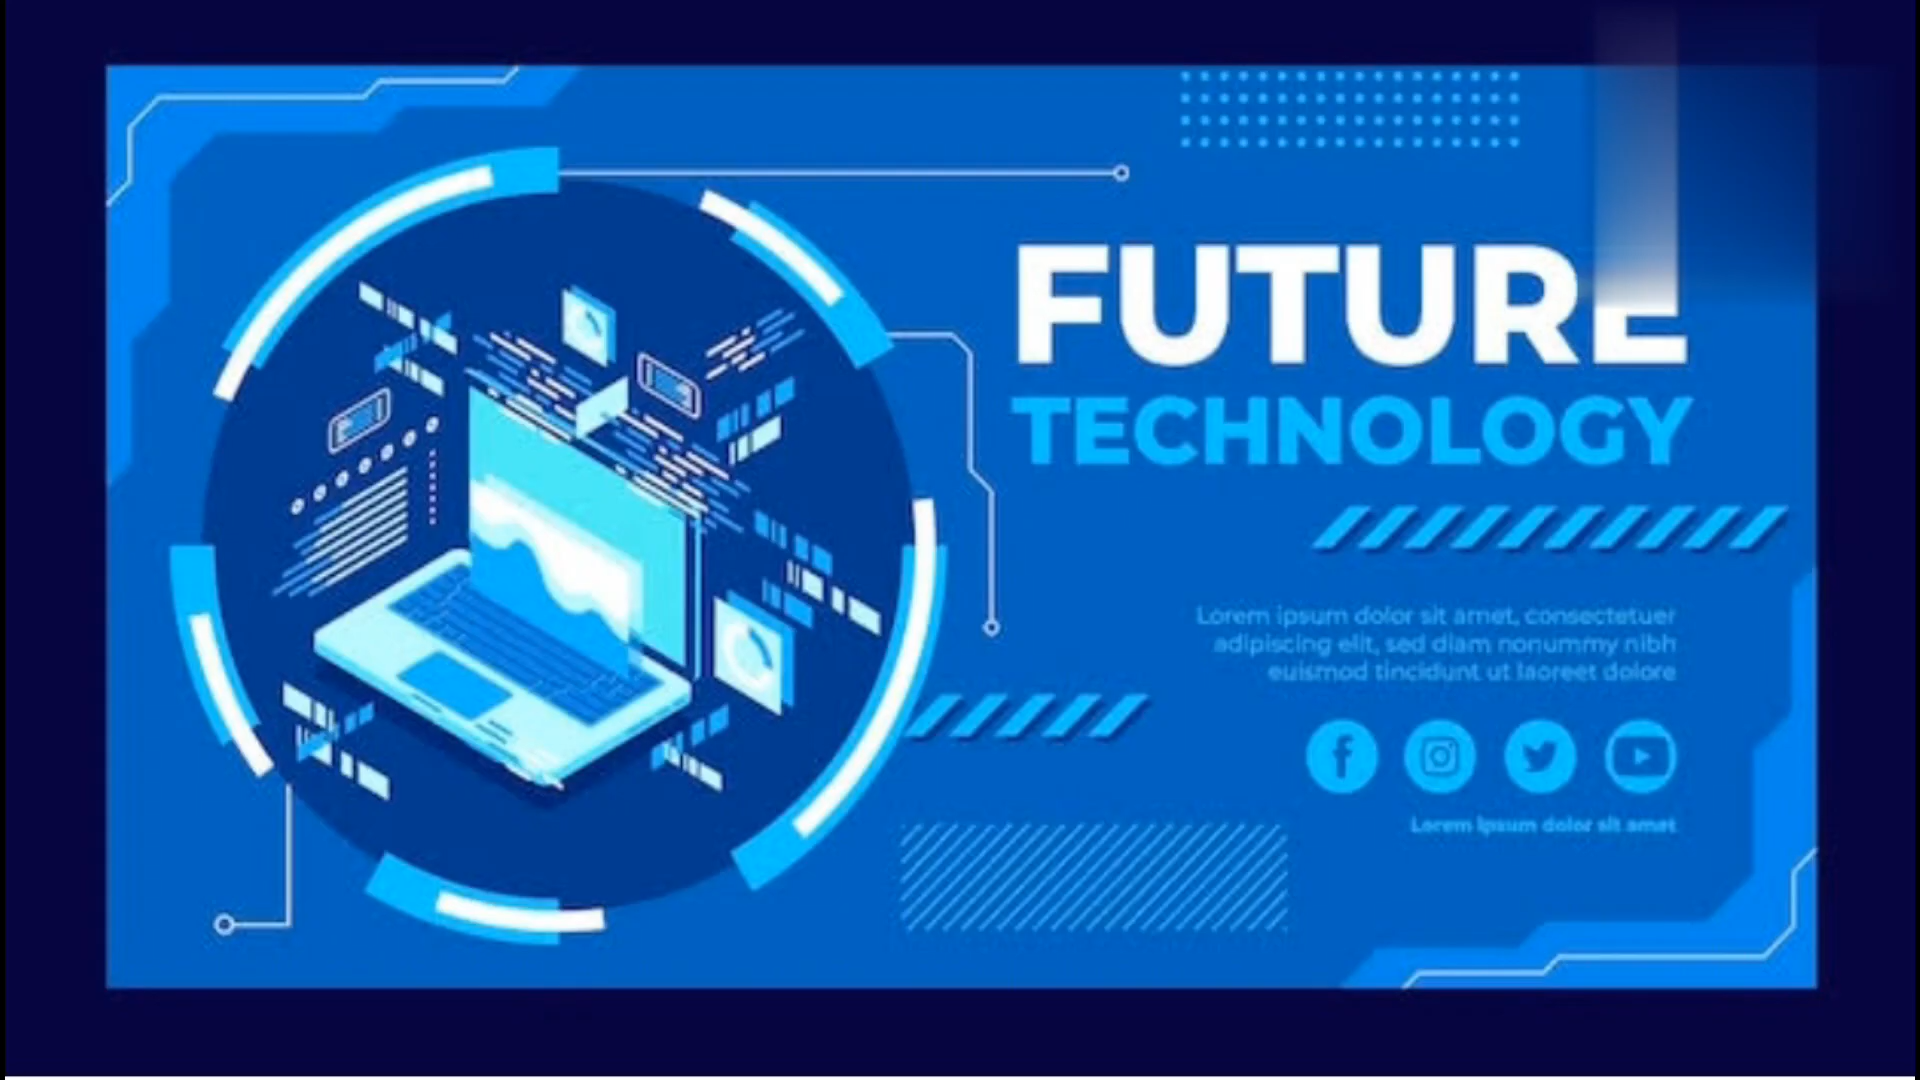 FUTURE
TECHNOLOGY
Lorem ipsum dolor sit amet, consectetuer
adipiscing elit, sed diam nonummy nibh
euismod tincidunt ut laoreet dolore
Lorem ipsum dolor sit amet